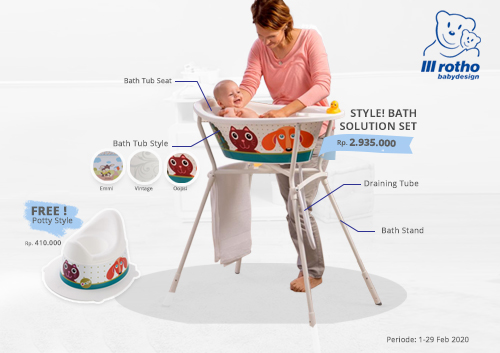 rotho
babydesign
Bath Tub Seat
STYLE! BATH
SOLUTION SET
Rp. 2.935.000
Bath Tub Style
Emmi
Vintage
Oops!
Draining Tube
FREE !
Potty Style
Rp. 410.000
Bath Stand
Periode: 1-29 Feb 2020